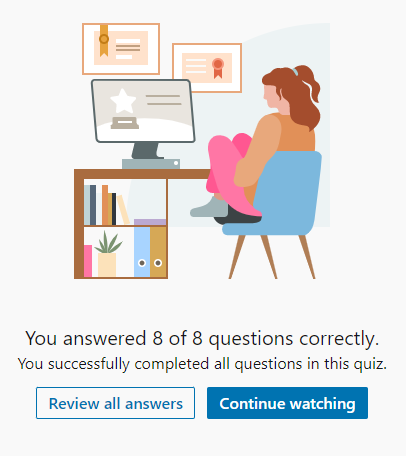 You answered 8 of 8 questions correctly.
You successfully completed all questions in this quiz.
Review all answers
Continue watching